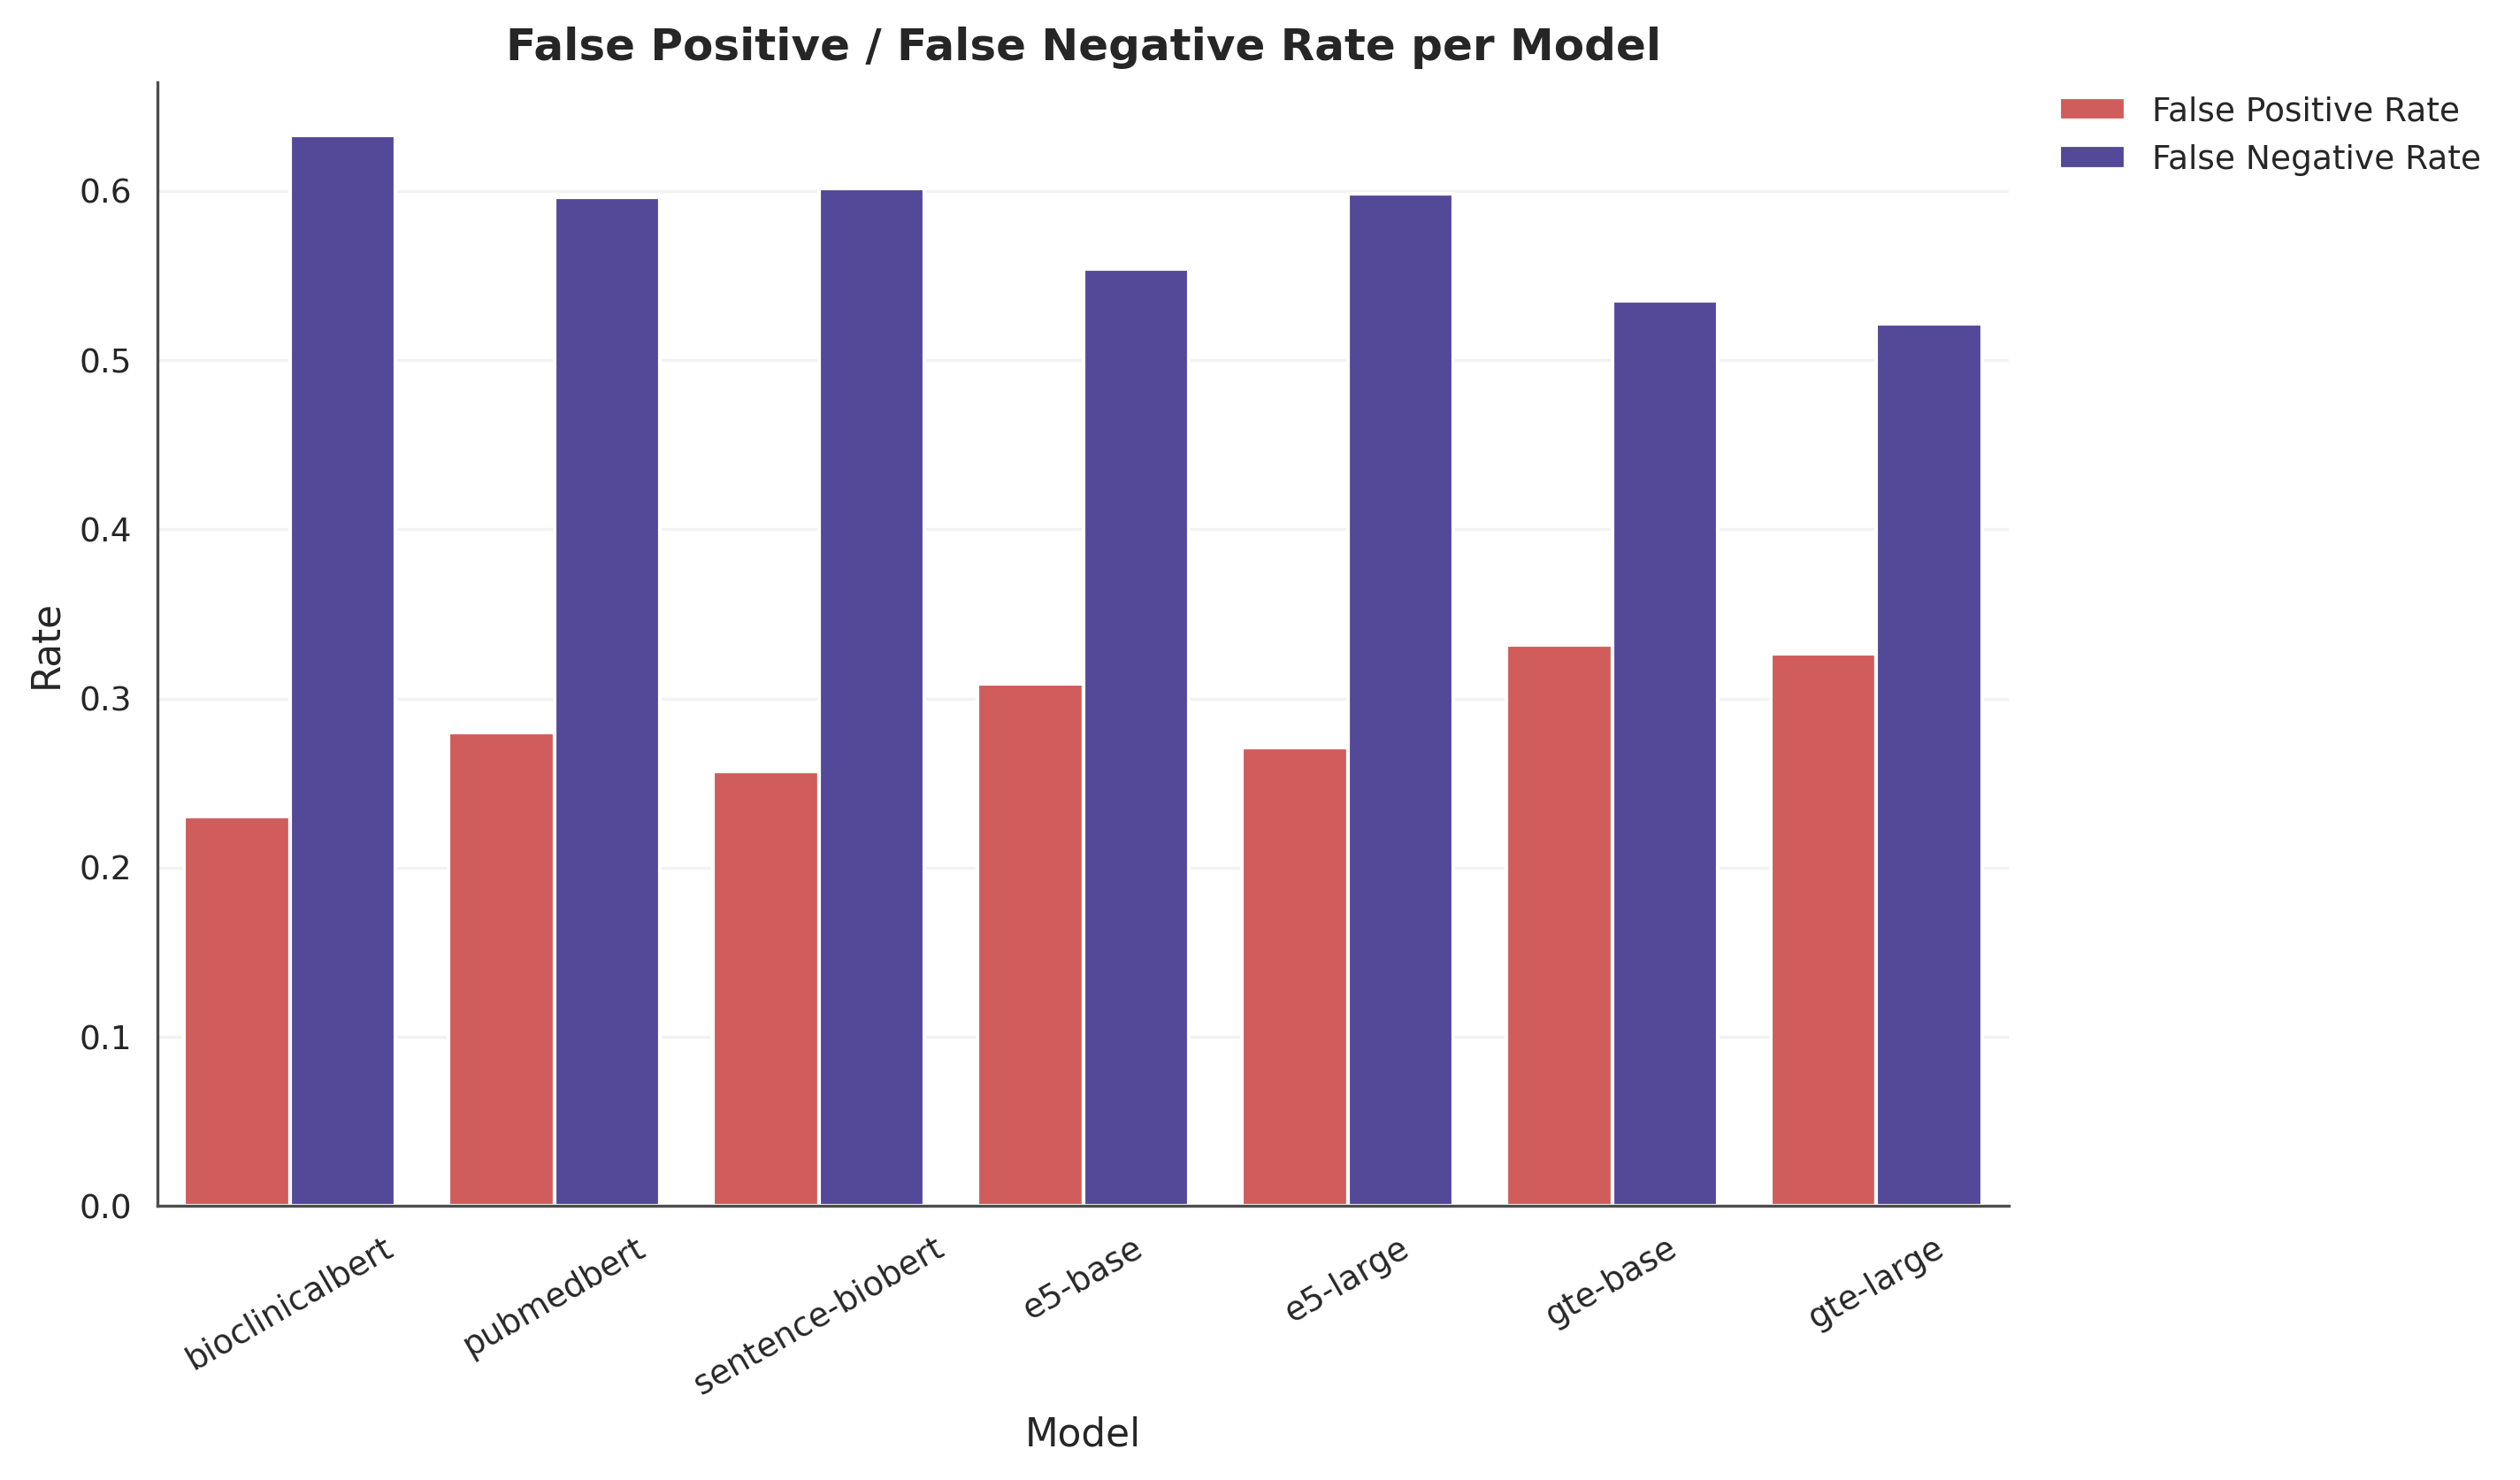 False Positive / False Negative Rate per Model
False Positive Rate
False Negative Rate
Rate
0.6
0.5
0.4
0.3
0.2
0.1
0.0
bioclinicalbert
pubmedbert
sentence-biobert
e5-base
e5-large
gte-base
gte-large
Model